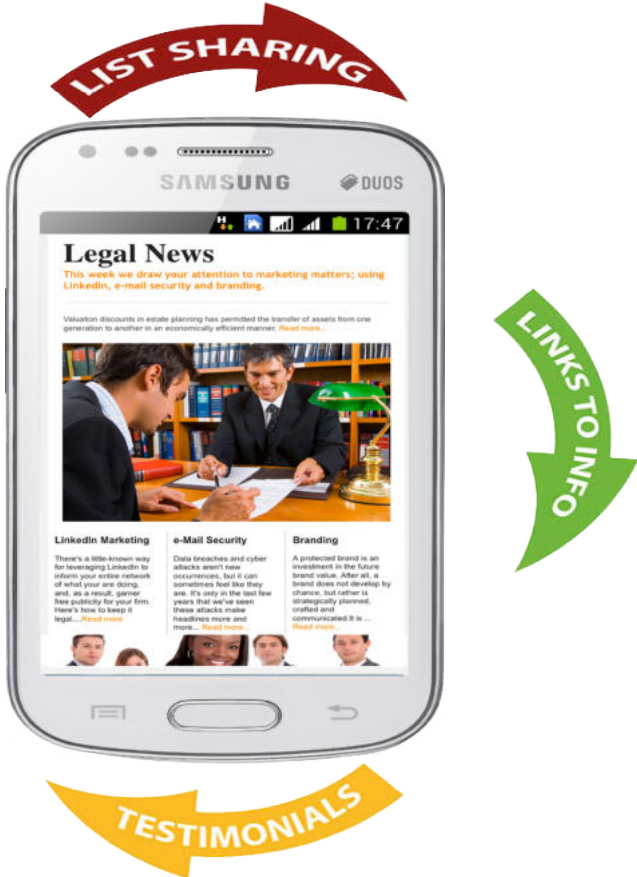 LIST SHARING
SAMSUNG DUOS
H 17:47
Legal News
This week we draw your attention to marketing matters; using
LinkedIn, e-mail security and branding.
Valuation discounts in estate planning has permitted the transfer of assets from one
generation to another in an economically efficient manner. Read more...
LINKS TO INFO
LinkedIn Marketing
There's a little-known way
for leveraging LinkedIn to
inform your entire network
of what your are doing,
and, as a result, garner
free publicity for your firm.
Here's how to keep it
legal....Read more
e-Mail Security
Data breaches and cyber
attacks aren't new
occurrences, but it can
sometimes feel like they
are. It's only in the last few
years that we've seen
these attacks make
headlines more and
more... Read more...
Branding
A protected brand is an
investment in the future
brand value. After all, a
brand does not develop by
chance, but rather is
strategically planned,
crafted and
communicated.It is ...
Read more...
TESTIMONIALS